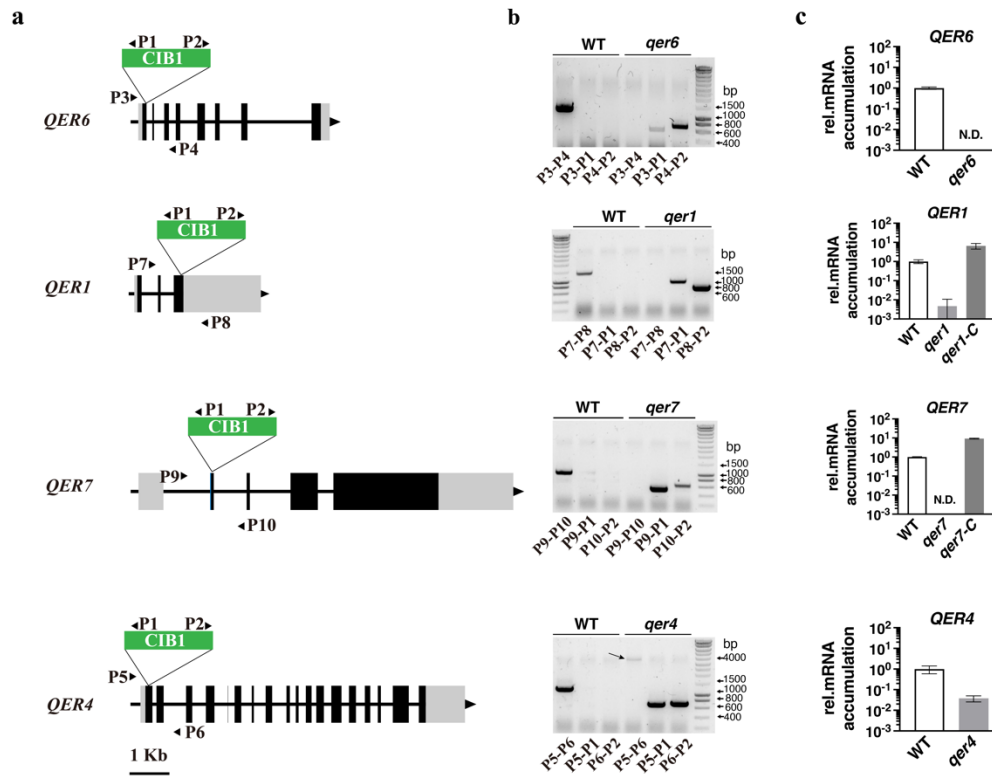 a
P1 P2
CIB1
P3
QER6
P4
P1 P2
CIB1
P7
QER1
P8
P1 P2
CIB1
P9
QER7
P10
P1 P2
CIB1
P5
QER4
P6
1 Kb
b
WT qer6
bp
1500
1000
800
600
400
P3-P4 P3-P1 P4-P2 P3-P4 P3-P1 P4-P2
WT qer1
bp
1500
1000
800
600
P7-P8 P7-P1 P8-P2 P7-P8 P7-P1 P8-P2
WT qer7
bp
1500
1000
800
600
P9-P10 P9-P1 P10-P2 P9-P10 P9-P1 P10-P2
WT qer4
bp
4000
1500
1000
800
600
400
P5-P6 P5-P1 P6-P2 P5-P6 P5-P1 P6-P2
c
QER6
rel.mRNA
accumulation
10²
10¹
10⁰
10⁻¹
10⁻²
10⁻³
N.D.
WT qer6
QER1
rel.mRNA
accumulation
10²
10¹
10⁰
10⁻¹
10⁻²
10⁻³
WT qer1 qer1-C
QER7
rel.mRNA
accumulation
10²
10¹
10⁰
10⁻¹
10⁻²
10⁻³
N.D.
WT qer7 qer7-C
QER4
rel.mRNA
accumulation
10²
10¹
10⁰
10⁻¹
10⁻²
10⁻³
WT qer4